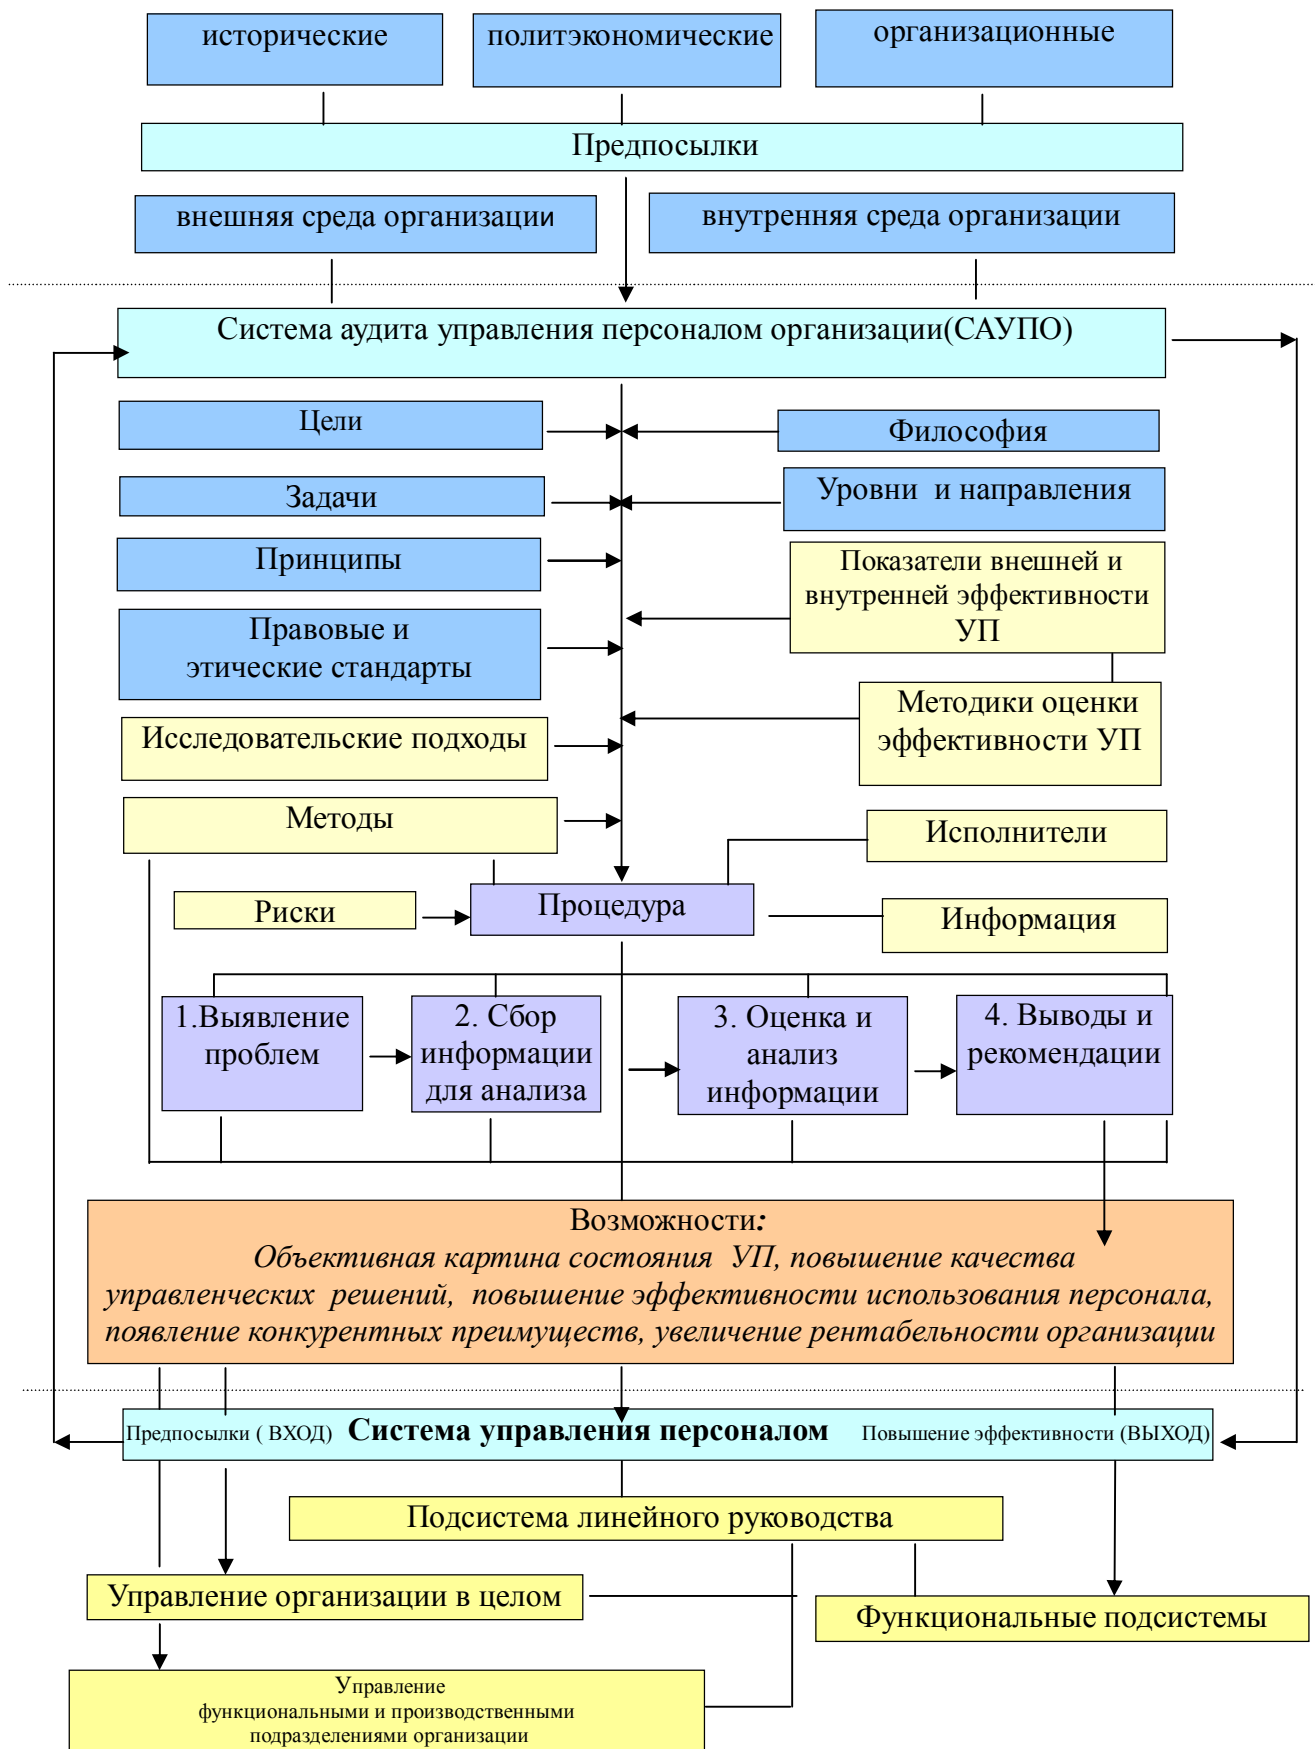 исторические
политэкономические
организационные
Предпосылки
внешняя среда организации
внутренняя среда организации
Система аудита управления персоналом организации(САУПО)
Цели
Философия
Задачи
Уровни и направления
Принципы
Показатели внешней и
внутренней эффективности
УП
Правовые и
этические стандарты
Методики оценки
эффективности УП
Исследовательские подходы
Методы
Исполнители
Риски
Процедура
Информация
1.Выявление
проблем
2. Сбор
информации
для анализа
3. Оценка и
анализ
информации
4. Выводы и
рекомендации
Возможности:
Объективная картина состояния УП, повышение качества
управленческих решений, повышение эффективности использования персонала,
появление конкурентных преимуществ, увеличение рентабельности организации
Предпосылки ( ВХОД) Система управления персоналом Повышение эффективности (ВЫХОД)
Подсистема линейного руководства
Управление организации в целом
Функциональные подсистемы
Управление
функциональными и производственными
подразделениями организации